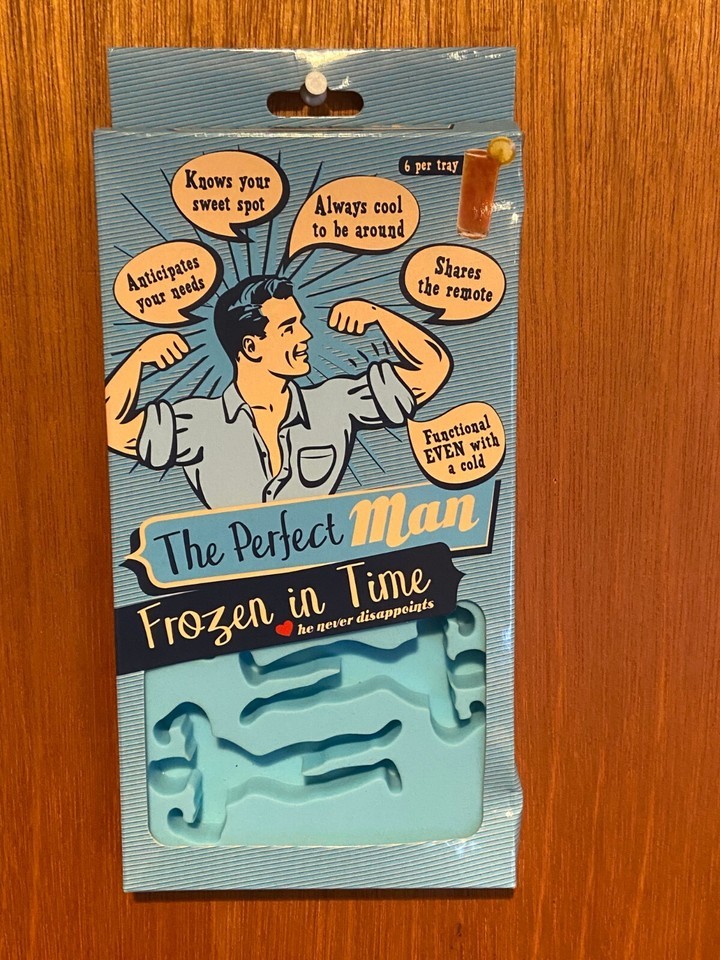 6 per tray
Knows your
sweet spot
Always cool
to be around
Anticipates
your needs
Shares
the remote
Functional
EVEN with
a cold
The Perfect Man
Frozen in Time
he never disappoints